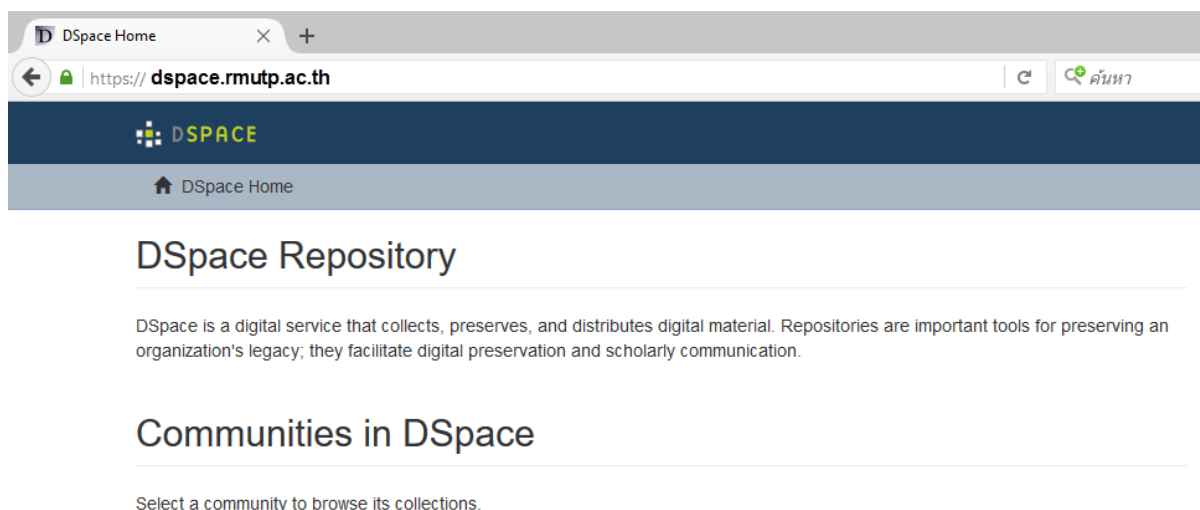 DSpace Home
https:// dspace.rmutp.ac.th
ค้นหา
DSPACE
DSpace Home
DSpace Repository
DSpace is a digital service that collects, preserves, and distributes digital material. Repositories are important tools for preserving an
organization's legacy; they facilitate digital preservation and scholarly communication.
Communities in DSpace
Select a community to browse its collections.